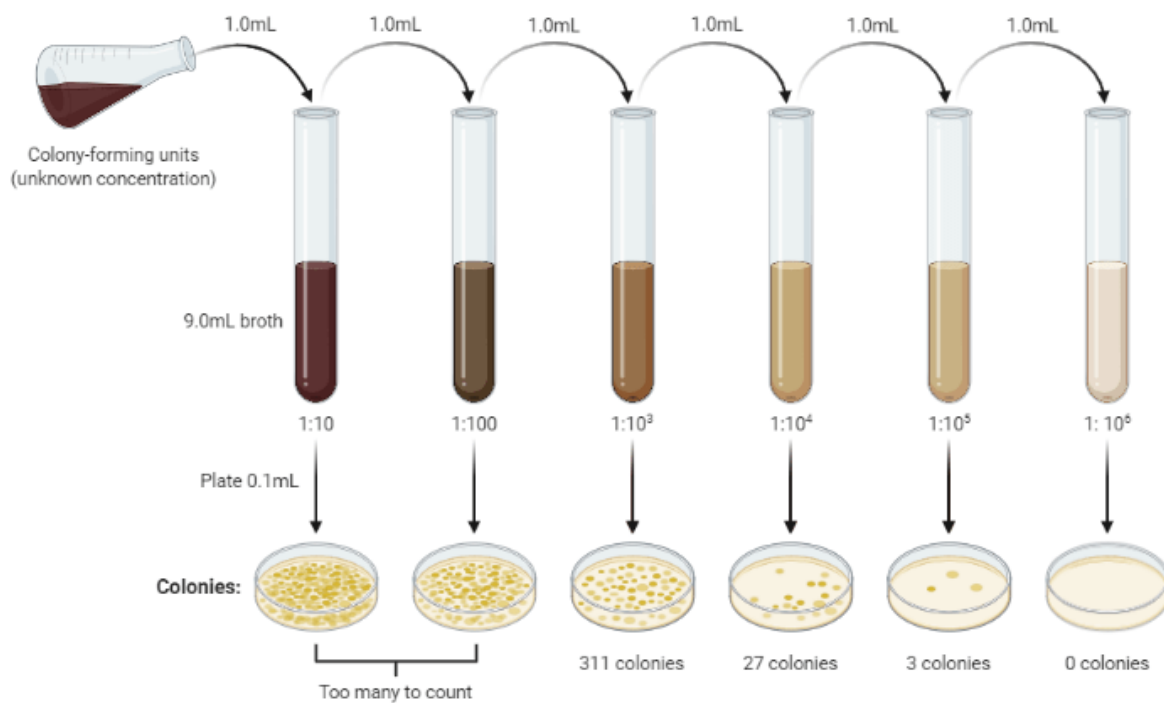 1.0mL
1.0mL
1.0mL
1.0mL
1.0mL
1.0mL
Colony-forming units
(unknown concentration)
9.0mL broth
1:10
1:100
1:10³
1:10⁴
1:10⁵
1: 10⁶
Plate 0.1mL
Colonies:
311 colonies
27 colonies
3 colonies
0 colonies
Too many to count